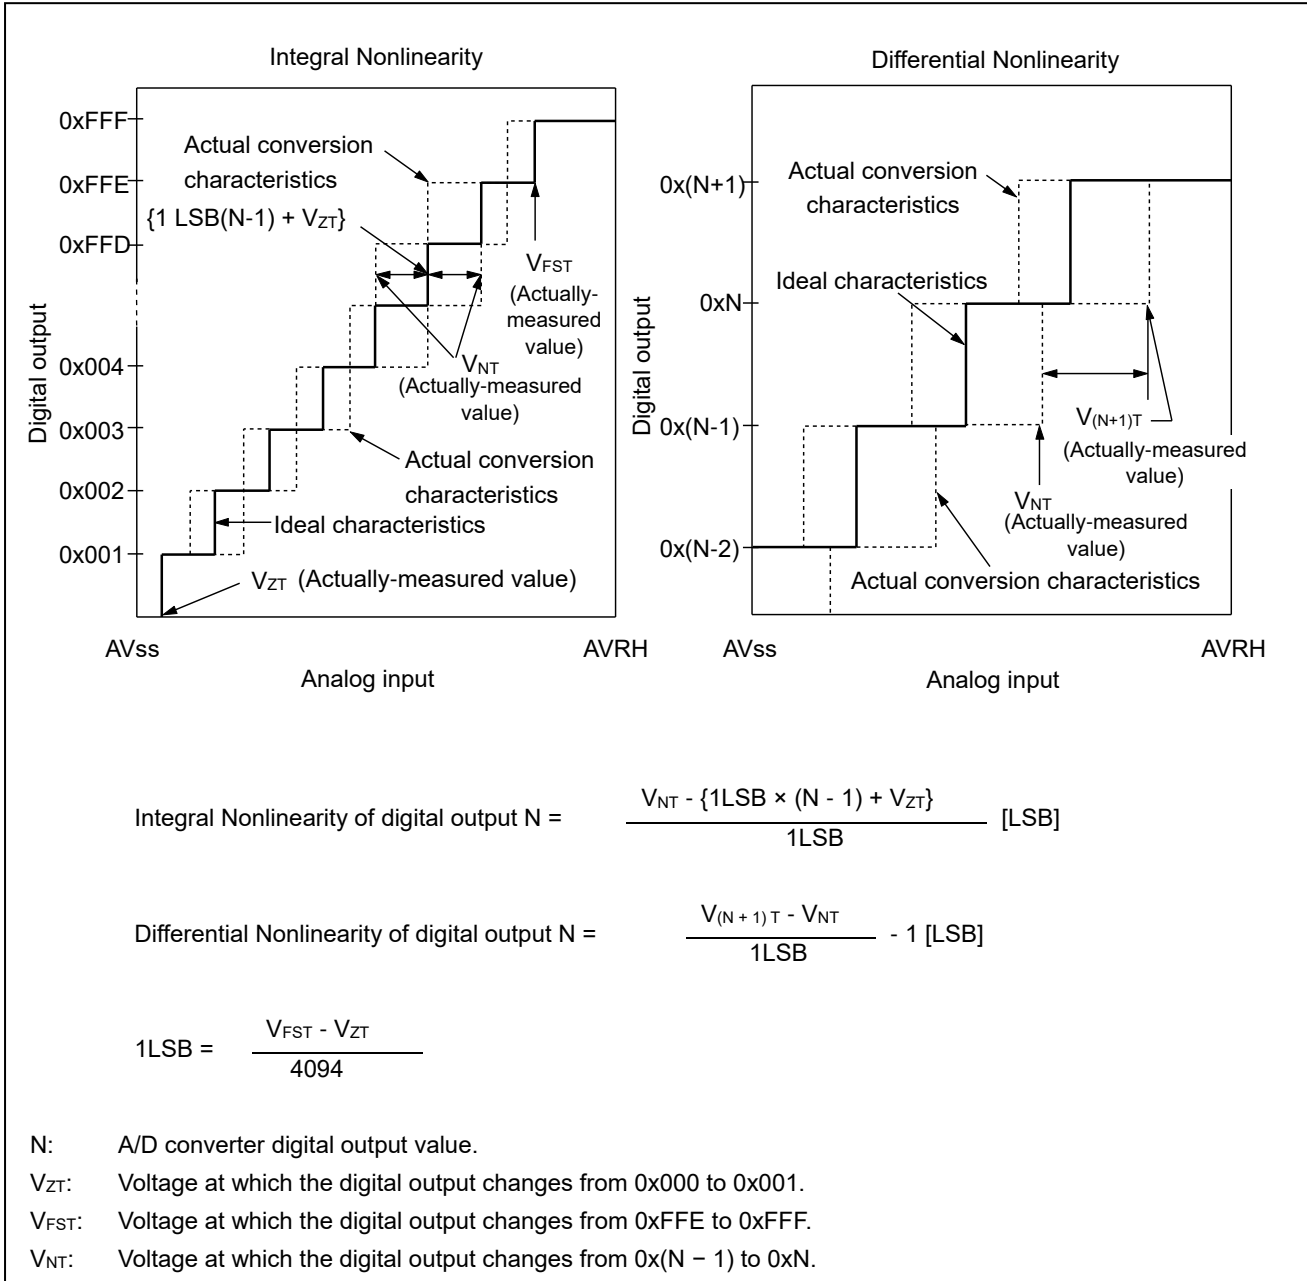 Integral Nonlinearity
0xFFF
0xFFE
0xFFD
0x004
0x003
0x002
0x001
Digital output
Actual conversion
characteristics
{1 LSB(N-1) + VZT}
VFST
(Actually-
measured
value)
VNT
(Actually-measured
value)
Actual conversion
characteristics
Ideal characteristics
VZT (Actually-measured value)
AVss
AVRH
Analog input
Differential Nonlinearity
0x(N+1)
0xN
0x(N-1)
0x(N-2)
Digital output
Actual conversion
characteristics
Ideal characteristics
V(N+1)T
(Actually-measured
value)
VNT
(Actually-measured
value)
Actual conversion characteristics
AVss
AVRH
Analog input
Integral Nonlinearity of digital output N =
VNT - {1LSB × (N - 1) + VZT}
1LSB
[LSB]
Differential Nonlinearity of digital output N =
V(N + 1) T - VNT
1LSB
- 1 [LSB]
1LSB =
VFST - VZT
4094
N: A/D converter digital output value.
VZT: Voltage at which the digital output changes from 0x000 to 0x001.
VFST: Voltage at which the digital output changes from 0xFFE to 0xFFF.
VNT: Voltage at which the digital output changes from 0x(N − 1) to 0xN.